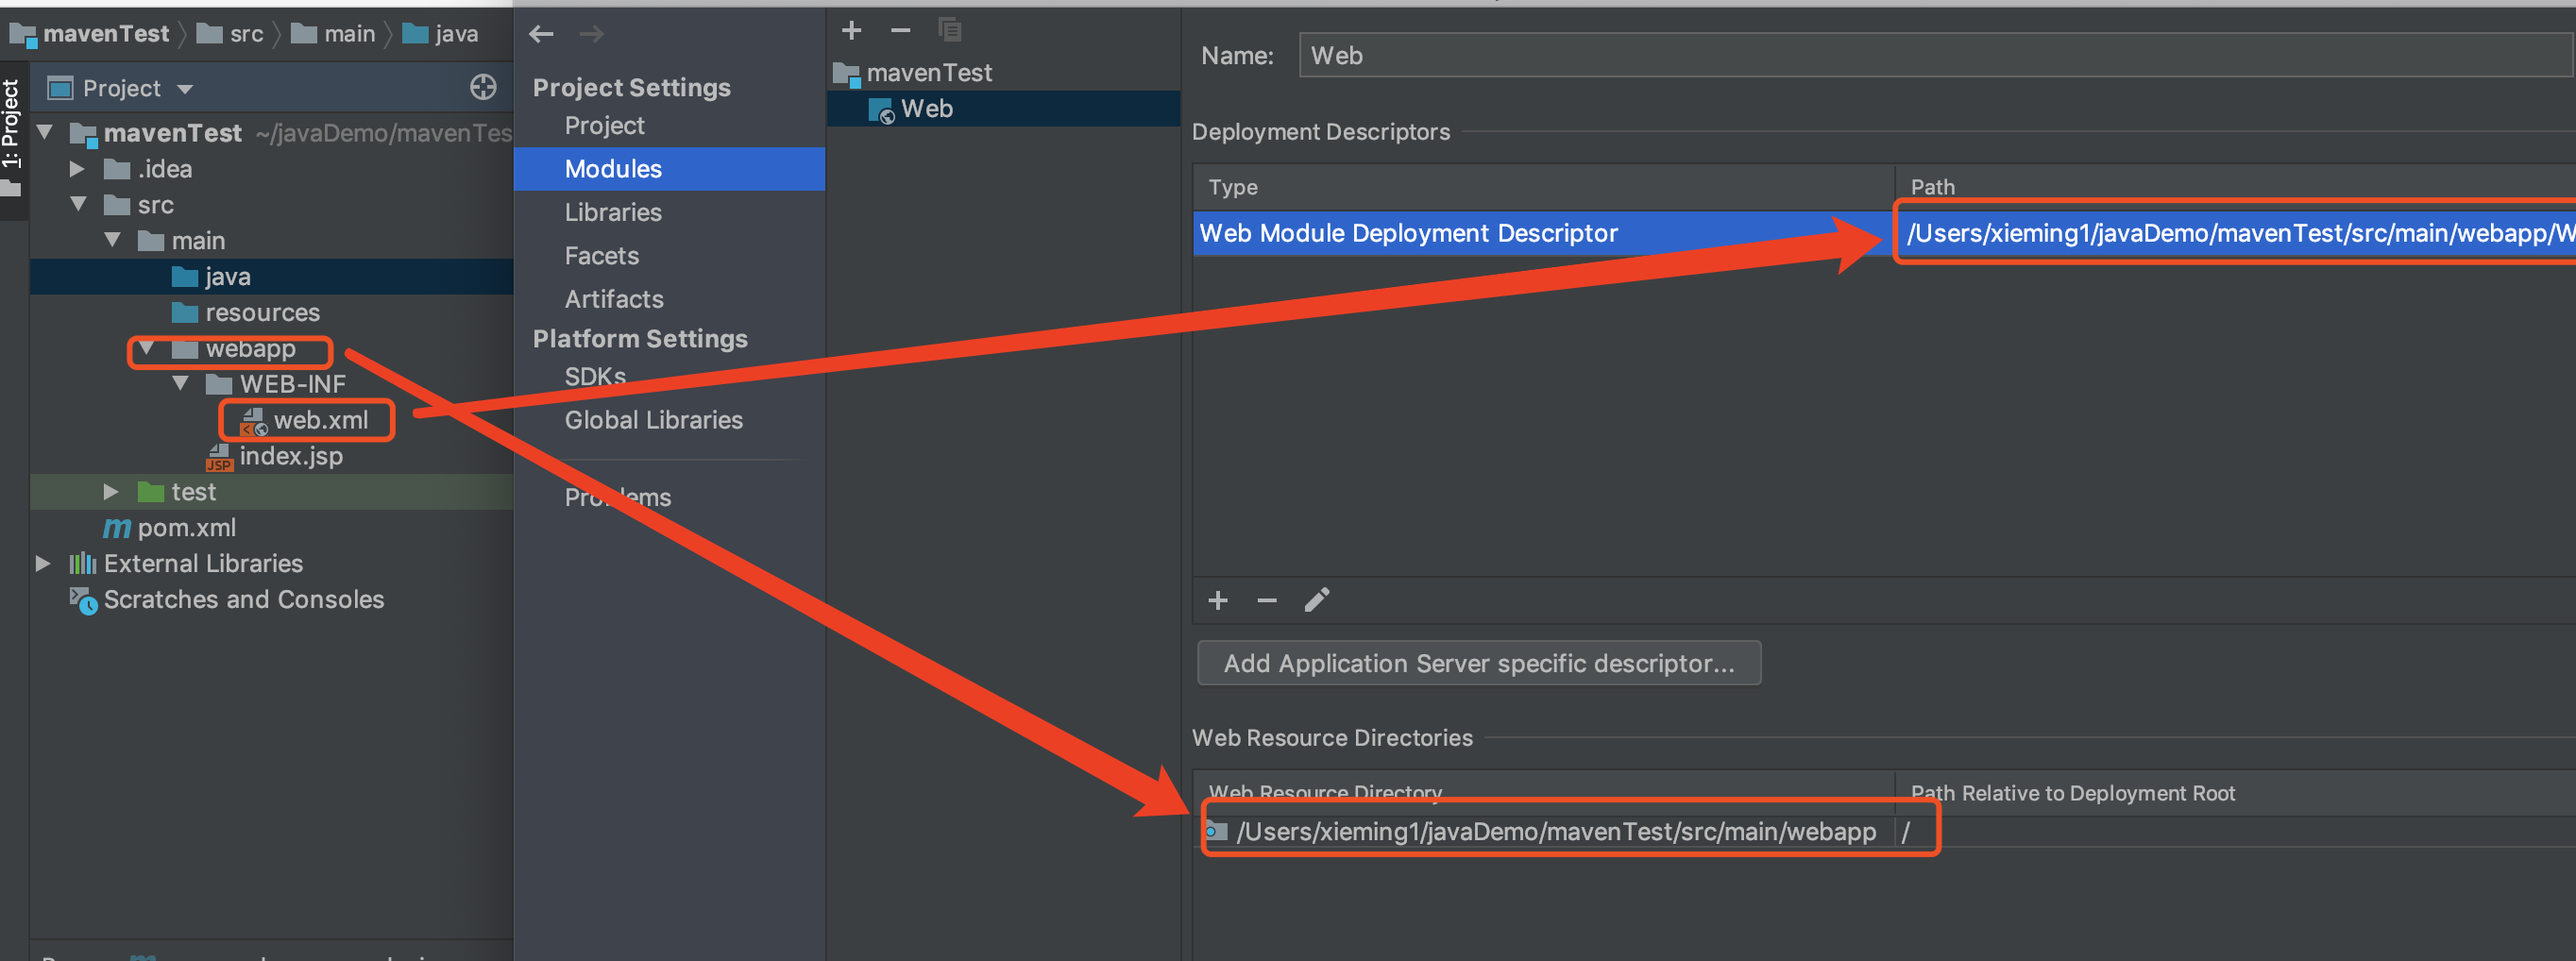 mavenTest
src
main
java
1: Project
Project
mavenTest ~/javaDemo/mavenTes
.idea
src
main
java
resources
webapp
WEB-INF
web.xml
index.jsp
JSP
test
pom.xml
External Libraries
Scratches and Consoles
Project Settings
Project
Modules
Libraries
Facets
Artifacts
Platform Settings
SDKs
Global Libraries
Problems
mavenTest
Web
Name: Web
Deployment Descriptors
Type Path
Web Module Deployment Descriptor /Users/xieming1/javaDemo/mavenTest/src/main/webapp/W
Add Application Server specific descriptor...
Web Resource Directories
Web Resource Directory Path Relative to Deployment Root
/Users/xieming1/javaDemo/mavenTest/src/main/webapp /